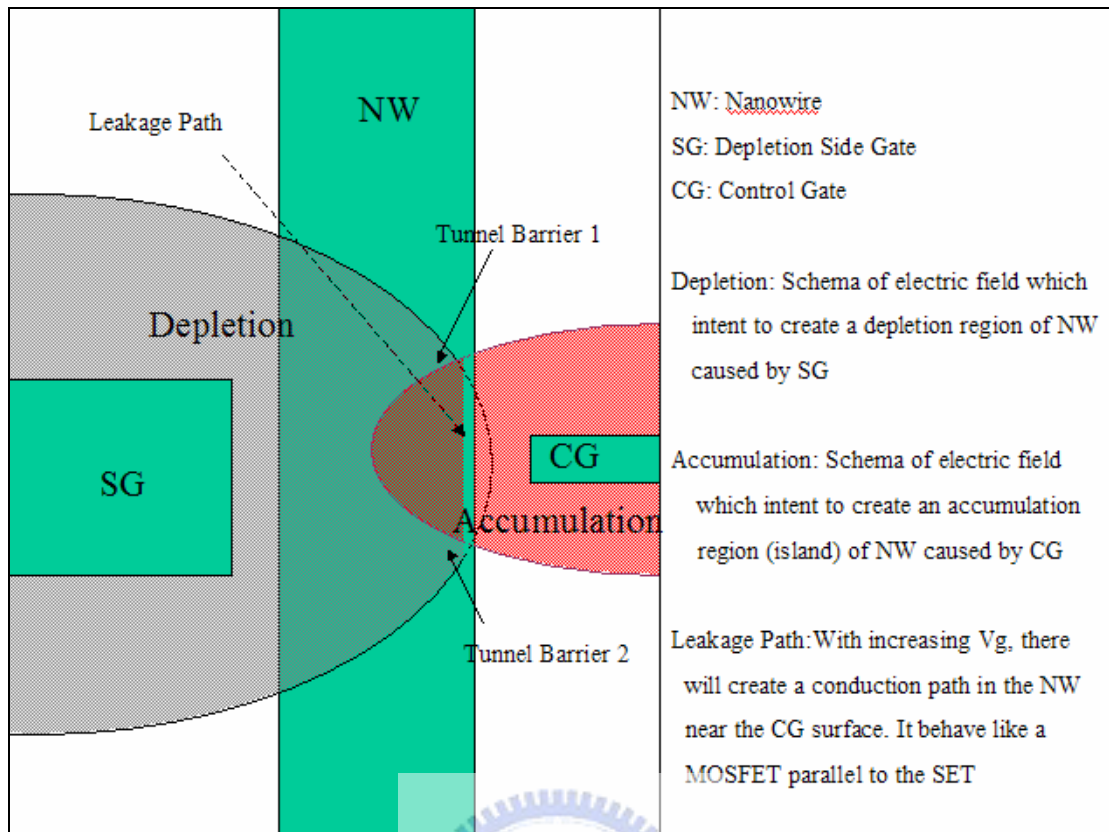 NW
Leakage Path
Tunnel Barrier 1
Depletion
SG
CG
Accumulation
Tunnel Barrier 2
NW: Nanowire
SG: Depletion Side Gate
CG: Control Gate
Depletion: Schema of electric field which
intent to create a depletion region of NW
caused by SG
Accumulation: Schema of electric field
which intent to create an accumulation
region (island) of NW caused by CG
Leakage Path:With increasing Vg, there
will create a conduction path in the NW
near the CG surface. It behave like a
MOSFET parallel to the SET